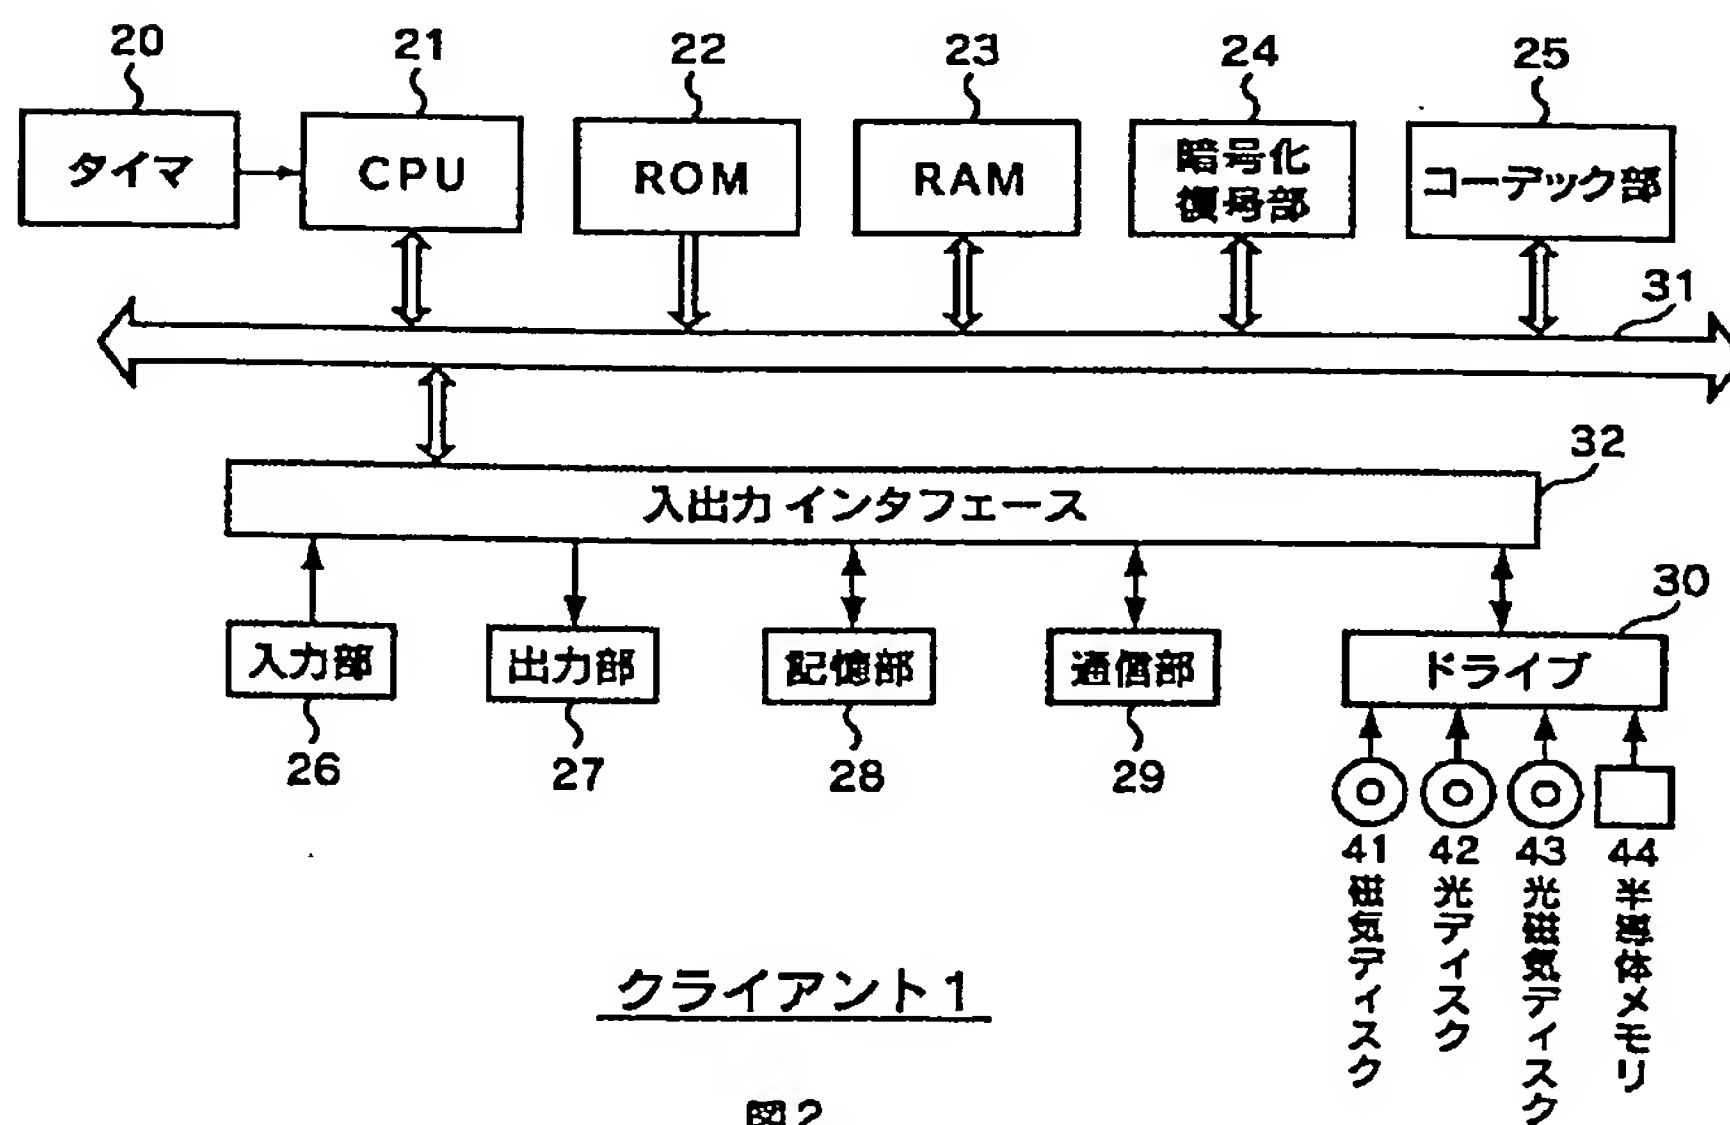 20
21
22
23
24
25
タイマ
CPU
ROM
RAM
暗号化
復号部
コーデック部
31
32
入出力インタフェース
30
入力部
出力部
記憶部
通信部
ドライブ
26
27
28
29
41
42
43
44
磁気ディスク
光ディスク
光磁気ディスク
半導体メモリ
クライアント1
図2